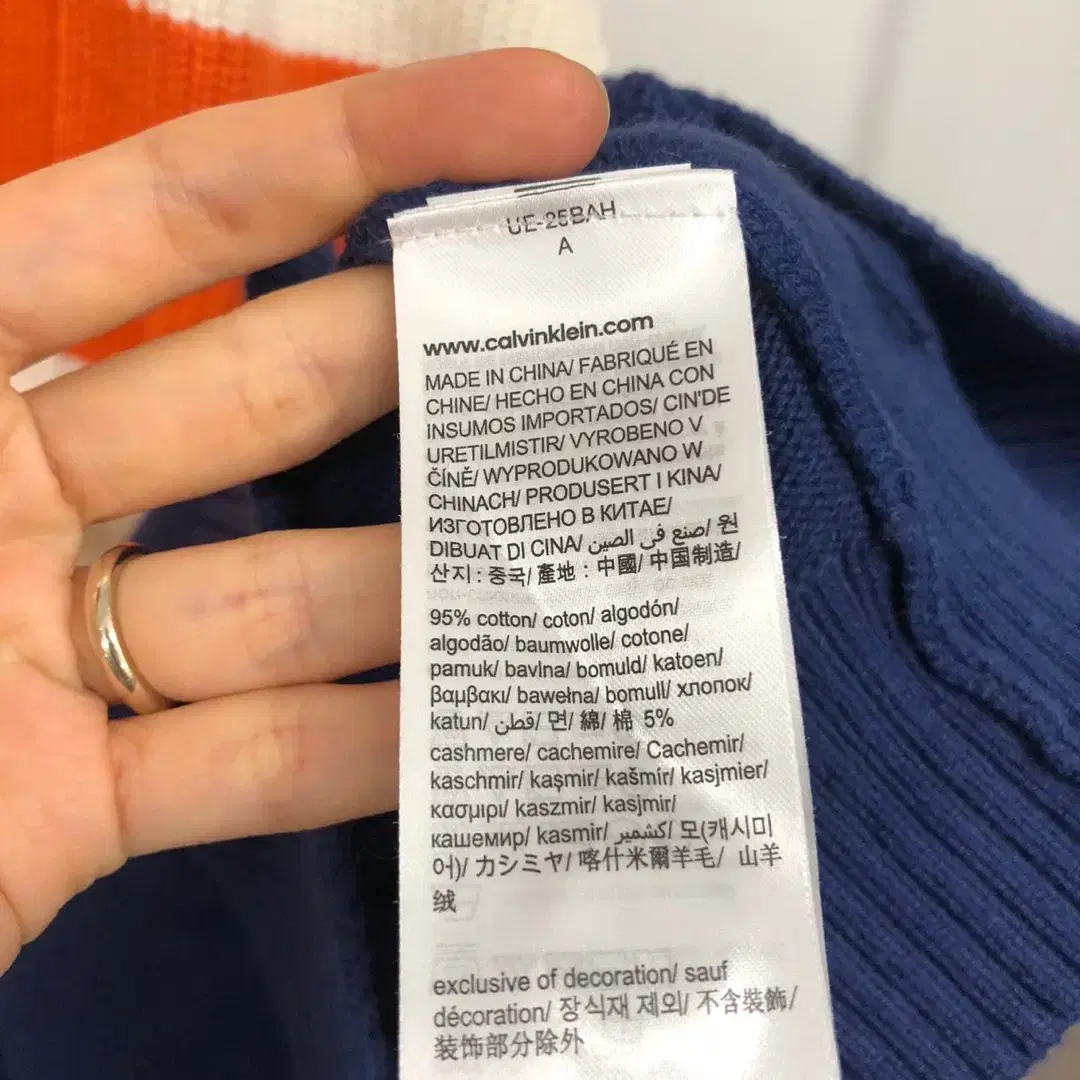 UE-25BAH
A
www.calvinklein.com
MADE IN CHINA/ FABRIQUÉ EN
CHINE/ HECHO EN CHINA CON
INSUMOS IMPORTADOS/ CIN'DE
URETILMISTIR/ VYROBENO V
ČÍNĚ/ WYPRODUKOWANO W
CHINACH/ PRODUSERT I KINA/
ИЗГОТОВЛЕНО В КИТАЕ/
DIBUAT DI CINA/ صنع في الصين/ 원
산지 : 중국/ 產地 : 中國/ 中国制造/
95% cotton/ coton/ algodón/
algodão/ baumwolle/ cotone/
pamuk/ bavlna/ bomuld/ katoen/
βαμβακι/ bawełna/ bomull/ хлопок/
katun/ قطن/ 면/ 綿/ 棉 5%
cashmere/ cachemire/ Cachemir/
kaschmir/ kaşmir/ kašmír/ kasjmier/
κασμιρι/ kaszmir/ kasjmir/
кашемир/ kasmir/ كشمير/ 모(캐시미
어)/ カシミヤ/ 喀什米爾羊毛/ 山羊
绒
exclusive of decoration/ sauf
décoration/ 장식재 제외/ 不含裝飾/
装饰部分除外